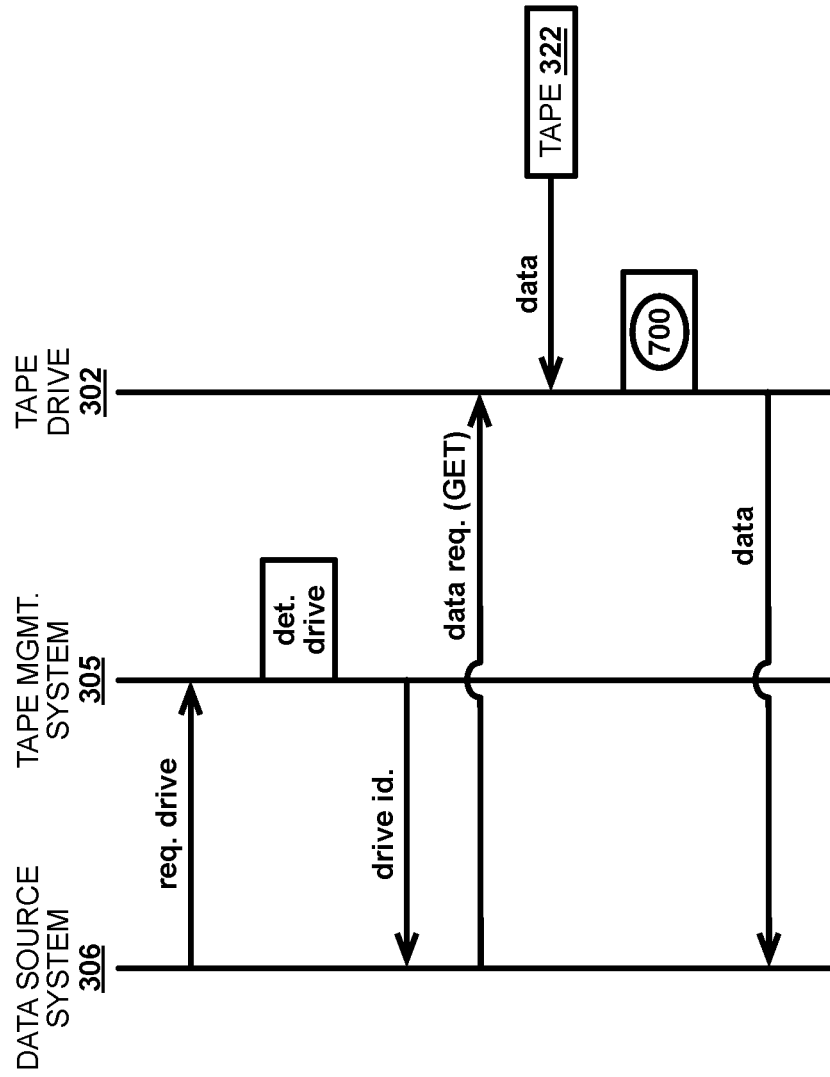 DATA SOURCE
SYSTEM
306
TAPE MGMT.
SYSTEM
305
TAPE
DRIVE
302
req. drive
det.
drive
drive id.
data req. (GET)
data
TAPE 322
700
data